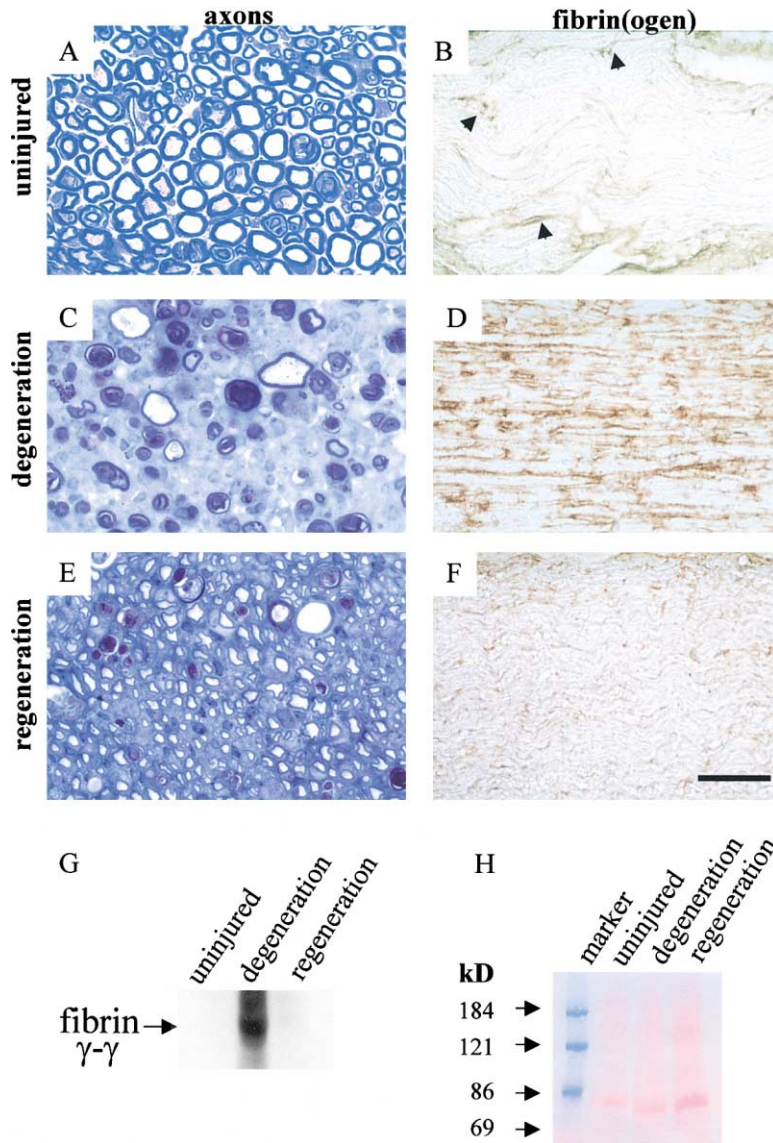 axons
fibrin(ogen)
A
B
uninjured
C
D
degeneration
E
F
regeneration
G
uninjured
degeneration
regeneration
fibrin
γ-γ
H
marker
uninjured
degeneration
regeneration
kD
184
121
86
69